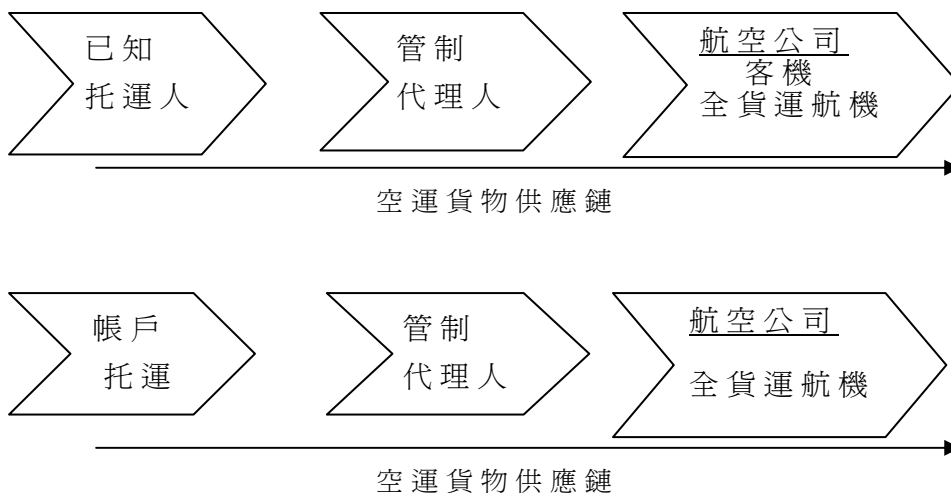 已知
托運人
管制
代理人
航空公司
客機
全貨運航機
空運貨物供應鏈
帳戶
托運
管制
代理人
航空公司
全貨運航機
空運貨物供應鏈